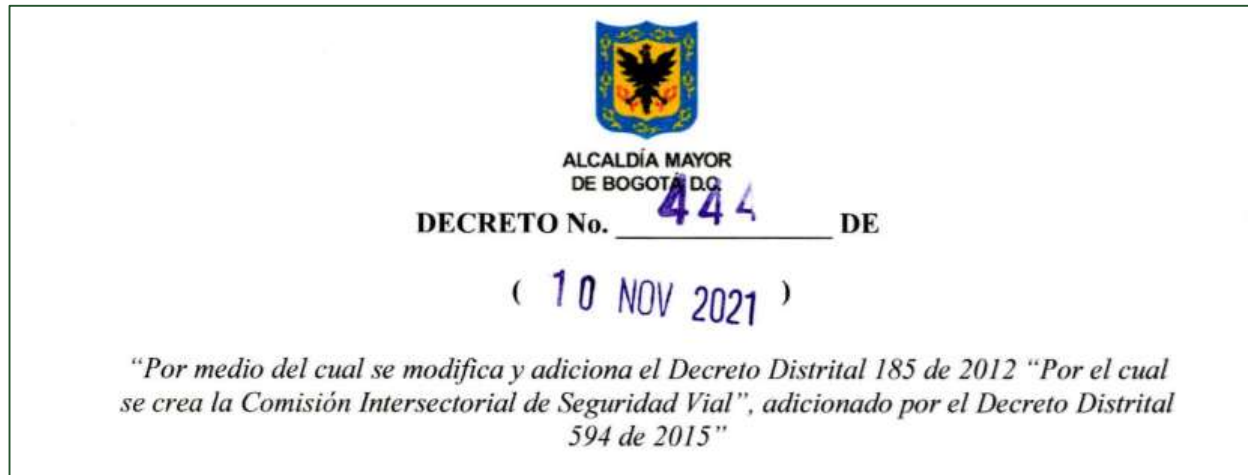 ALCALDÍA MAYOR
DE BOGOTÁ D.C.
DECRETO No. 444 DE
( 10 NOV 2021 )
“Por medio del cual se modifica y adiciona el Decreto Distrital 185 de 2012 “Por el cual
se crea la Comisión Intersectorial de Seguridad Vial”, adicionado por el Decreto Distrital
594 de 2015”